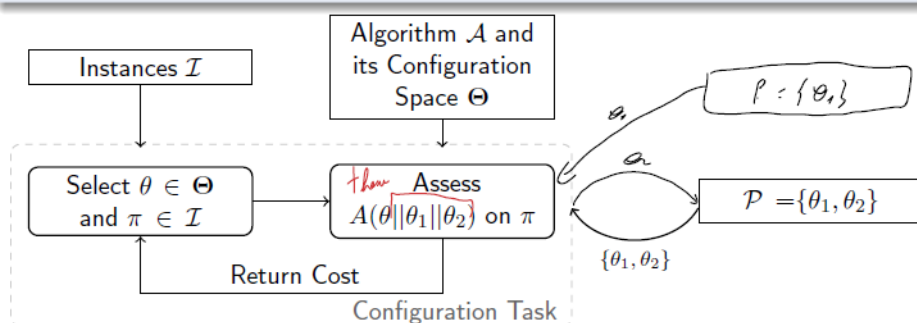 Instances I
Algorithm A and
its Configuration
Space Θ
P : {θ₁}
θ₁
Select θ ∈ Θ
and π ∈ I
then Assess
A(θ||θ₁||θ₂) on π
P = {θ₁, θ₂}
{θ₁, θ₂}
Return Cost
Configuration Task